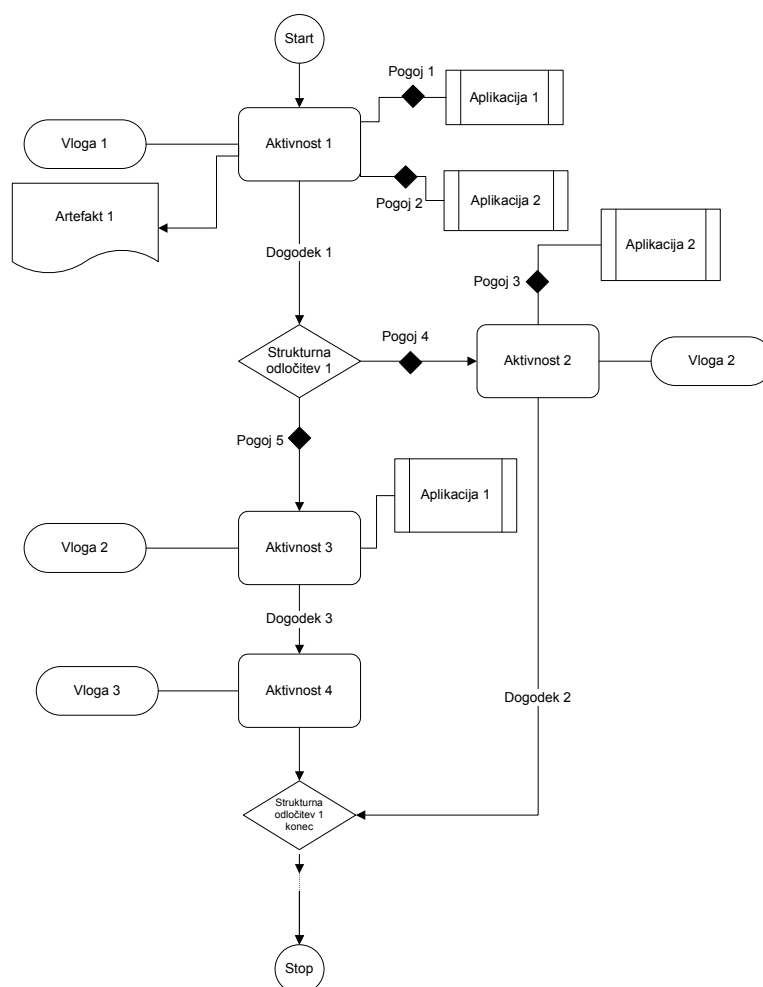 Start
Pogoj 1
Aplikacija 1
Vloga 1
Aktivnost 1
Pogoj 2
Aplikacija 2
Artefakt 1
Dogodek 1
Aplikacija 2
Pogoj 3
Strukturna
odločitev 1
Pogoj 4
Aktivnost 2
Vloga 2
Pogoj 5
Aplikacija 1
Vloga 2
Aktivnost 3
Dogodek 3
Vloga 3
Aktivnost 4
Dogodek 2
Strukturna
odločitev 1
konec
Stop